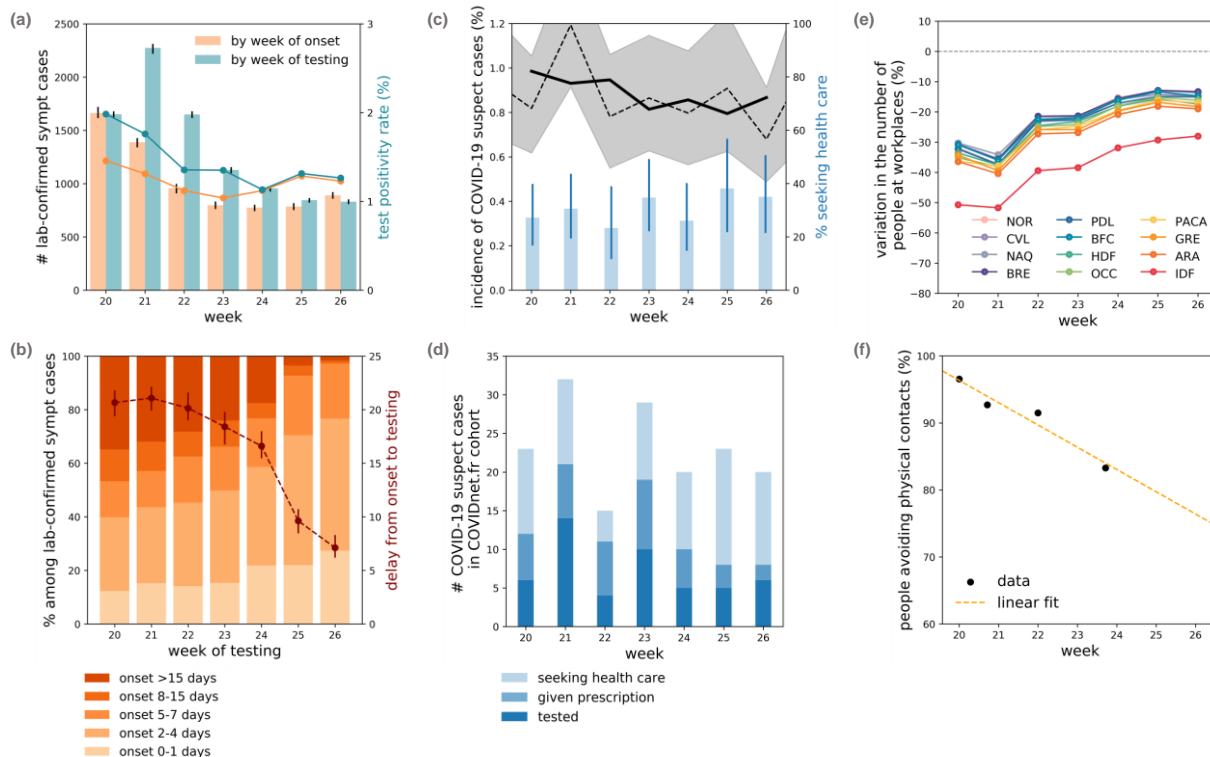 (a)
2500
2000
1500
1000
500
0
# lab-confirmed sympt cases
by week of onset
by week of testing
3
2
1
0
test positivity rate (%)
20 21 22 23 24 25 26
week
(b)
100
80
60
40
20
0
% among lab-confirmed sympt cases
25
20
15
10
5
0
delay from onset to testing
20 21 22 23 24 25 26
week of testing
onset >15 days
onset 8-15 days
onset 5-7 days
onset 2-4 days
onset 0-1 days
(c)
1.2
1.0
0.8
0.6
0.4
0.2
0.0
incidence of COVID-19 suspect cases (%)
100
80
60
40
20
0
% seeking health care
20 21 22 23 24 25 26
week
(d)
35
30
25
20
15
10
5
0
# COVID-19 suspect cases
in COVIDnet.fr cohort
20 21 22 23 24 25 26
week
seeking health care
given prescription
tested
(e)
10
0
−10
−20
−30
−40
−50
−60
−70
−80
variation in the number of
people at workplaces (%)
NOR PDL PACA
CVL BFC GRE
NAQ HDF ARA
BRE OCC IDF
20 21 22 23 24 25 26
week
(f)
100
90
80
70
60
people avoiding physical contacts (%)
data
linear fit
20 21 22 23 24 25 26
week